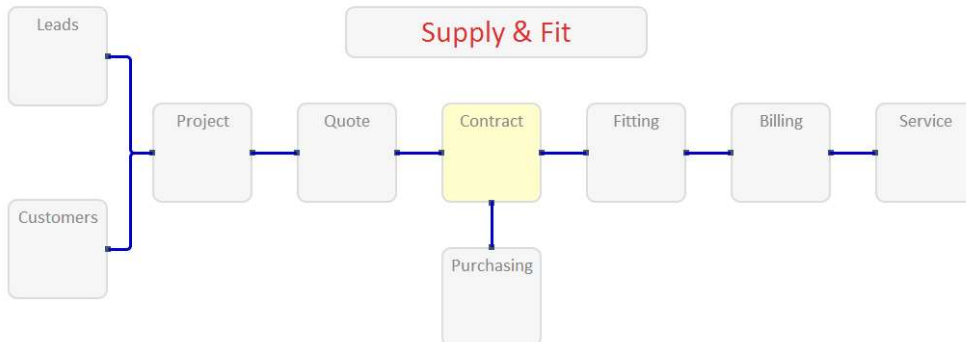 Leads
Supply & Fit
Project
Quote
Contract
Fitting
Billing
Service
Customers
Purchasing